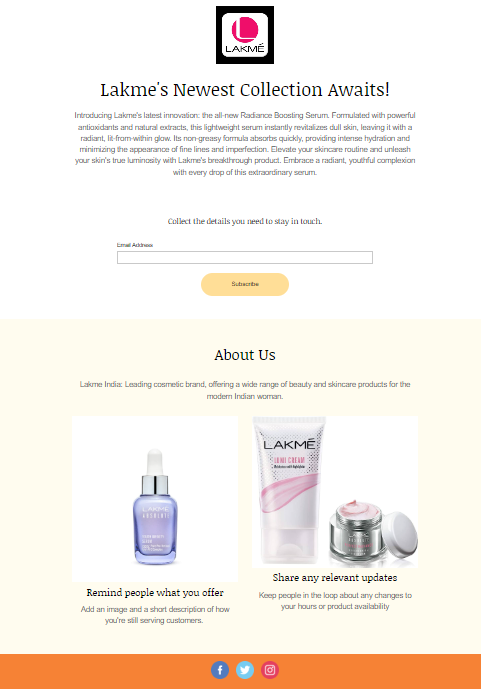 LAKMÉ
Lakme's Newest Collection Awaits!
Introducing Lakme's latest innovation: the all-new Radiance Boosting Serum. Formulated with powerful
antioxidants and natural extracts, this lightweight serum instantly revitalizes dull skin, leaving it with a
radiant, lit-from-within glow. Its non-greasy formula absorbs quickly, providing intense hydration and
minimizing the appearance of fine lines and imperfection. Elevate your skincare routine and unleash
your skin's true luminosity with Lakme's breakthrough product. Embrace a radiant, youthful complexion
with every drop of this extraordinary serum.
Collect the details you need to stay in touch.
Email Address
Subscribe
About Us
Lakme India: Leading cosmetic brand, offering a wide range of beauty and skincare products for the
modern Indian woman.
LAKMÉ
ABSOLUTE
LAKMÉ
LUMI CREAM
Remind people what you offer
Add an image and a short description of how
you're still serving customers.
Share any relevant updates
Keep people in the loop about any changes to
your hours or product availability